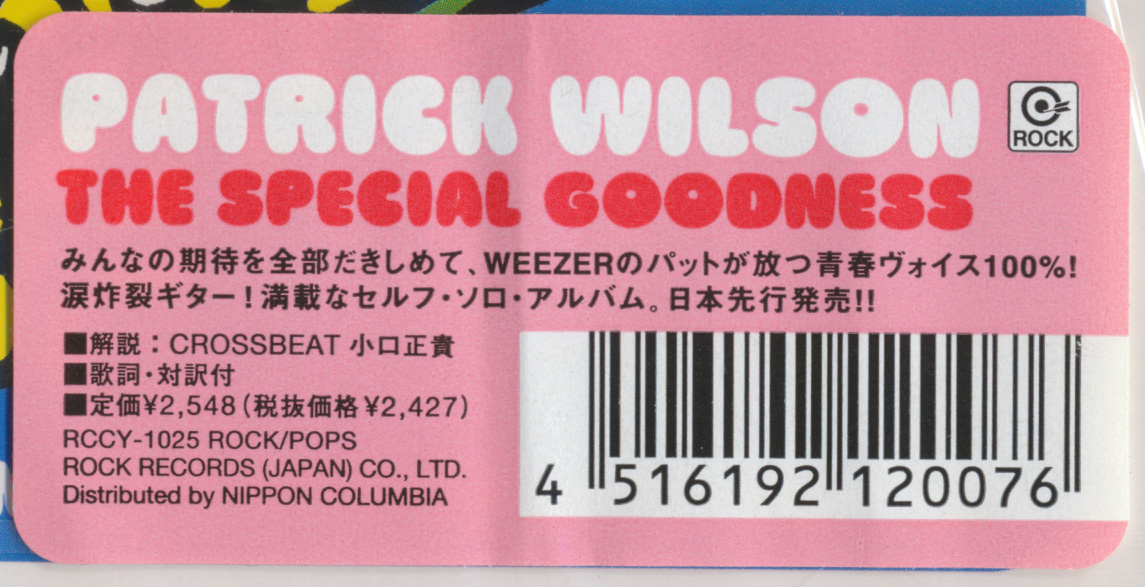 PATRICK WILSON
ROCK
THE SPECIAL GOODNESS
みんなの期待を全部だきしめて、WEEZERのパットが放つ青春ヴォイス100%!
涙炸裂ギター!満載なセルフ・ソロ・アルバム。日本先行発売!!
■解説:CROSSBEAT 小口正貴
■歌詞・対訳付
■定価¥2,548(税抜価格¥2,427)
RCCY-1025 ROCK/POPS
ROCK RECORDS (JAPAN) CO., LTD.
Distributed by NIPPON COLUMBIA
4 516192 120076